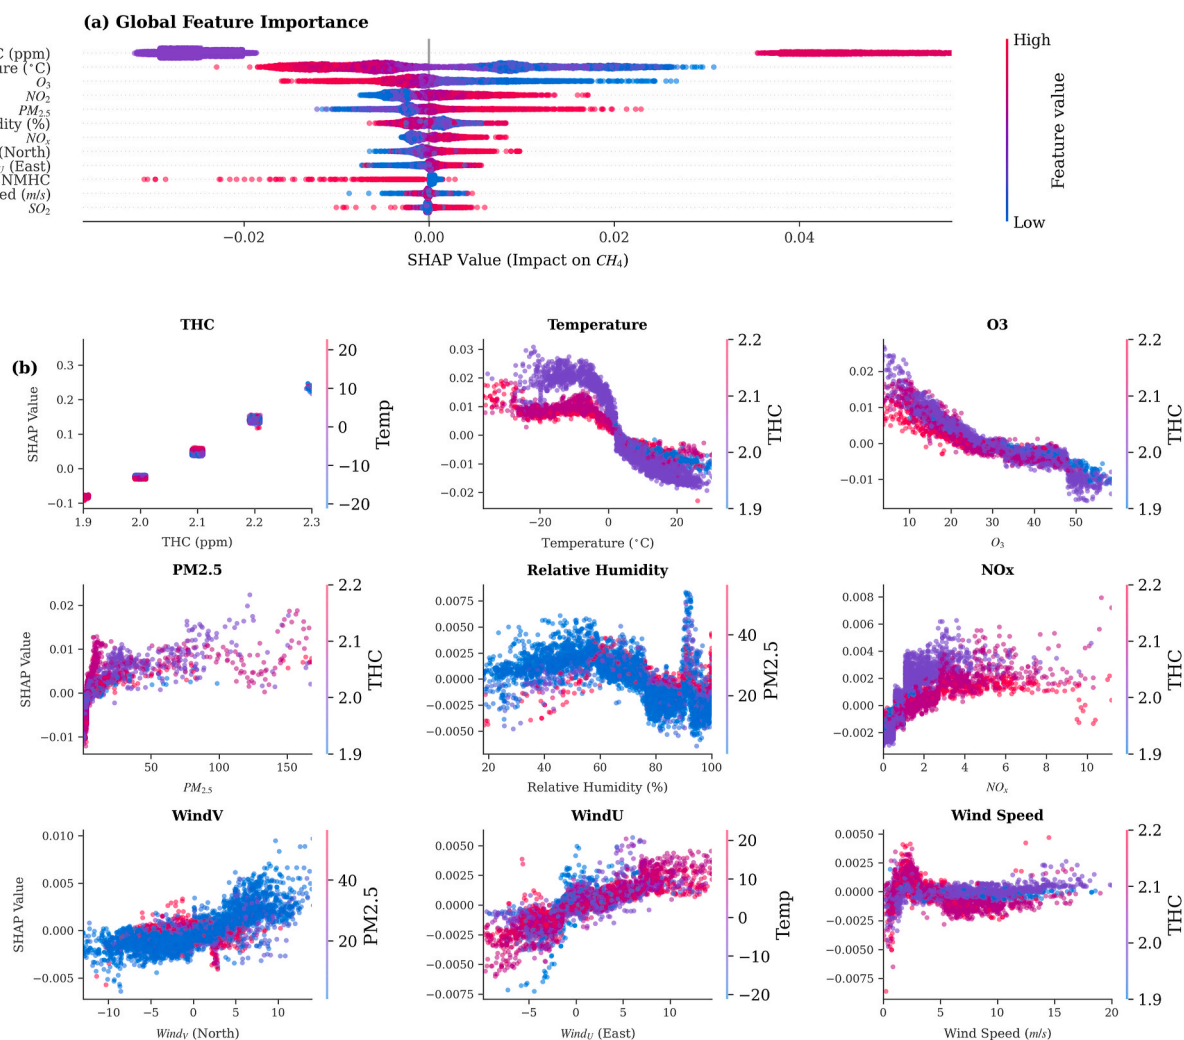 (a) Global Feature Importance
C (ppm)
ure (°C)
O3
NO2
PM2.5
dity (%)
NOx
(North)
U (East)
NMHC
ed (m/s)
SO2
−0.02 0.00 0.02 0.04
SHAP Value (Impact on CH4)
High
Feature value
Low
(b)
THC
SHAP Value
0.3
0.2
0.1
0.0
−0.1
1.9 2.0 2.1 2.2 2.3
THC (ppm)
20
10
0
−10
−20
Temp
Temperature
0.03
0.02
0.01
0.00
−0.01
−0.02
−20 0 20
Temperature (°C)
2.2
2.1
2.0
1.9
THC
O3
0.02
0.01
0.00
−0.01
10 20 30 40 50
O3
2.2
2.1
2.0
1.9
THC
PM2.5
SHAP Value
0.02
0.01
0.00
−0.01
50 100 150
PM2.5
2.2
2.1
2.0
1.9
THC
Relative Humidity
0.0075
0.0050
0.0025
0.0000
−0.0025
−0.0050
20 40 60 80 100
Relative Humidity (%)
40
20
PM2.5
NOx
0.008
0.006
0.004
0.002
0.000
−0.002
0 2 4 6 8 10
NOx
2.2
2.1
2.0
1.9
THC
WindV
SHAP Value
0.010
0.005
0.000
−0.005
−10 −5 0 5 10
WindV (North)
40
20
PM2.5
WindU
0.0050
0.0025
0.0000
−0.0025
−0.0050
−0.0075
−5 0 5 10
WindU (East)
20
10
0
−10
−20
Temp
Wind Speed
0.0050
0.0025
0.0000
−0.0025
−0.0050
−0.0075
0 5 10 15 20
Wind Speed (m/s)
2.2
2.1
2.0
1.9
THC